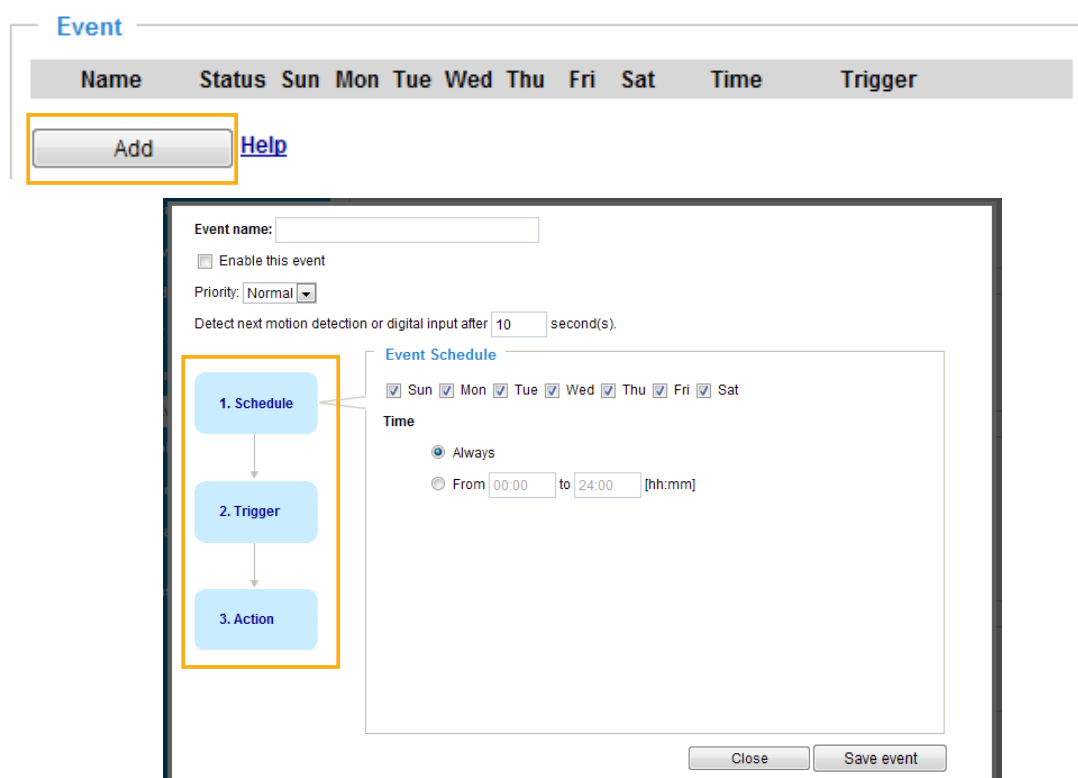 Event
Name Status Sun Mon Tue Wed Thu Fri Sat Time Trigger
Add Help
Event name:
Enable this event
Priority: Normal
Detect next motion detection or digital input after 10 second(s).
Event Schedule
1. Schedule
Sun Mon Tue Wed Thu Fri Sat
Time
Always
From 00:00 to 24:00 [hh:mm]
2. Trigger
3. Action
Close Save event